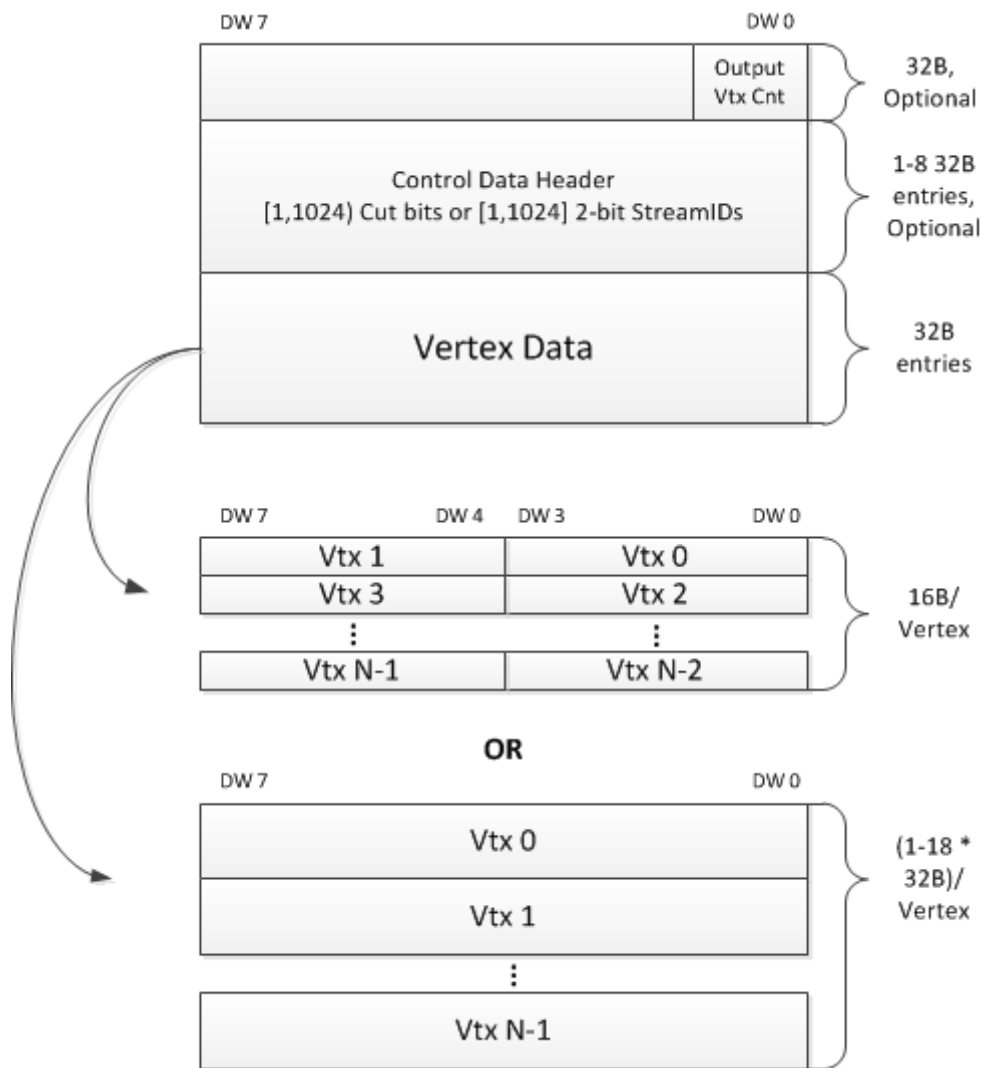 DW 7 DW 0
Output
Vtx Cnt
32B,
Optional
Control Data Header
[1,1024) Cut bits or [1,1024] 2-bit StreamIDs
1-8 32B
entries,
Optional
Vertex Data
32B
entries
DW 7 DW 4 DW 3 DW 0
Vtx 1 Vtx 0
Vtx 3 Vtx 2
⋮ ⋮
Vtx N-1 Vtx N-2
16B/
Vertex
OR
DW 7 DW 0
Vtx 0
Vtx 1
⋮
Vtx N-1
(1-18 *
32B)/
Vertex